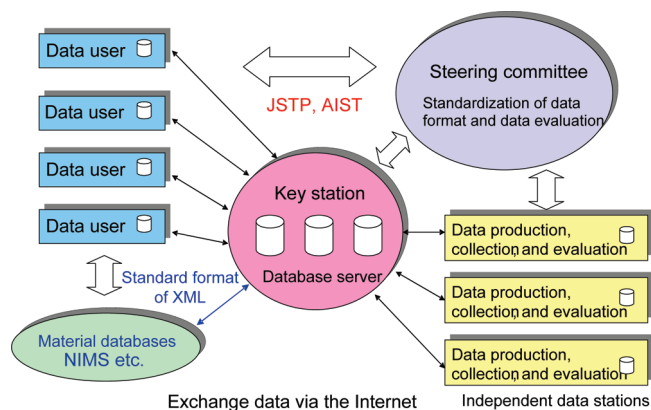 Data user
Data user
Data user
Data user
JSTP, AIST
Steering committee
Standardization of data
format and data evaluation
Key station
Database server
Standard format
of XML
Material databases
NIMS etc.
Data production,
collection, and evaluation
Data production,
collection, and evaluation
Data production,
collection, and evaluation
Exchange data via the Internet
Independent data stations